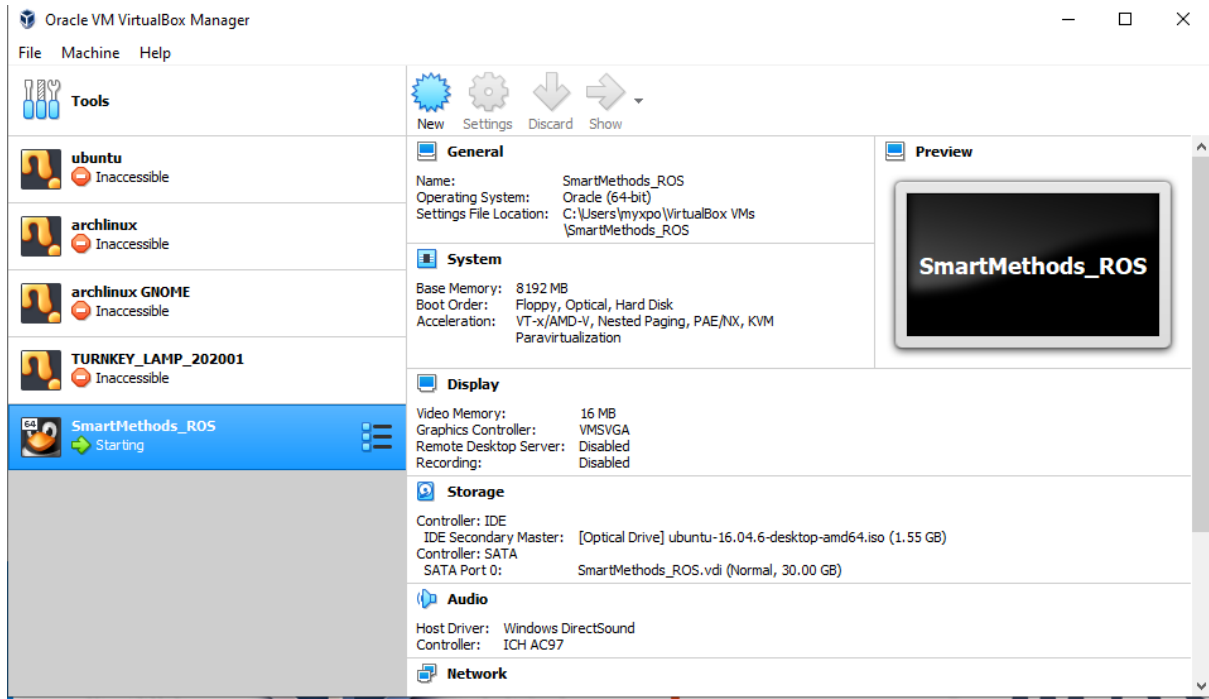 Oracle VM VirtualBox Manager
File Machine Help
Tools
ubuntu
Inaccessible
archlinux
Inaccessible
archlinux GNOME
Inaccessible
TURNKEY_LAMP_202001
Inaccessible
64
SmartMethods_ROS
Starting
New Settings Discard Show
General
Name: SmartMethods_ROS
Operating System: Oracle (64-bit)
Settings File Location: C:\Users\myxpo\VirtualBox VMs
\SmartMethods_ROS
Preview
SmartMethods_ROS
System
Base Memory: 8192 MB
Boot Order: Floppy, Optical, Hard Disk
Acceleration: VT-x/AMD-V, Nested Paging, PAE/NX, KVM
Paravirtualization
Display
Video Memory: 16 MB
Graphics Controller: VMSVGA
Remote Desktop Server: Disabled
Recording: Disabled
Storage
Controller: IDE
IDE Secondary Master: [Optical Drive] ubuntu-16.04.6-desktop-amd64.iso (1.55 GB)
Controller: SATA
SATA Port 0: SmartMethods_ROS.vdi (Normal, 30.00 GB)
Audio
Host Driver: Windows DirectSound
Controller: ICH AC97
Network